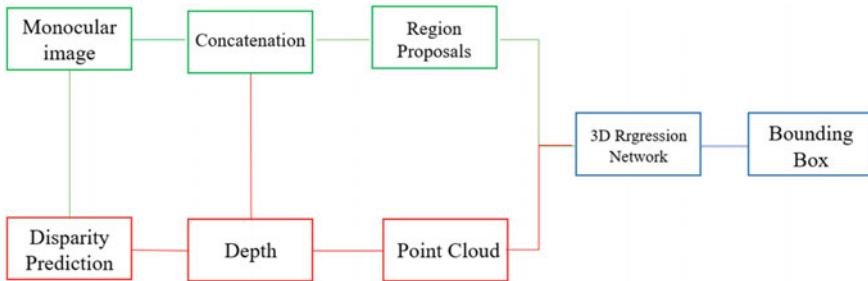 Monocular
image
Concatenation
Region
Proposals
3D Rrgression
Network
Bounding
Box
Disparity
Prediction
Depth
Point Cloud